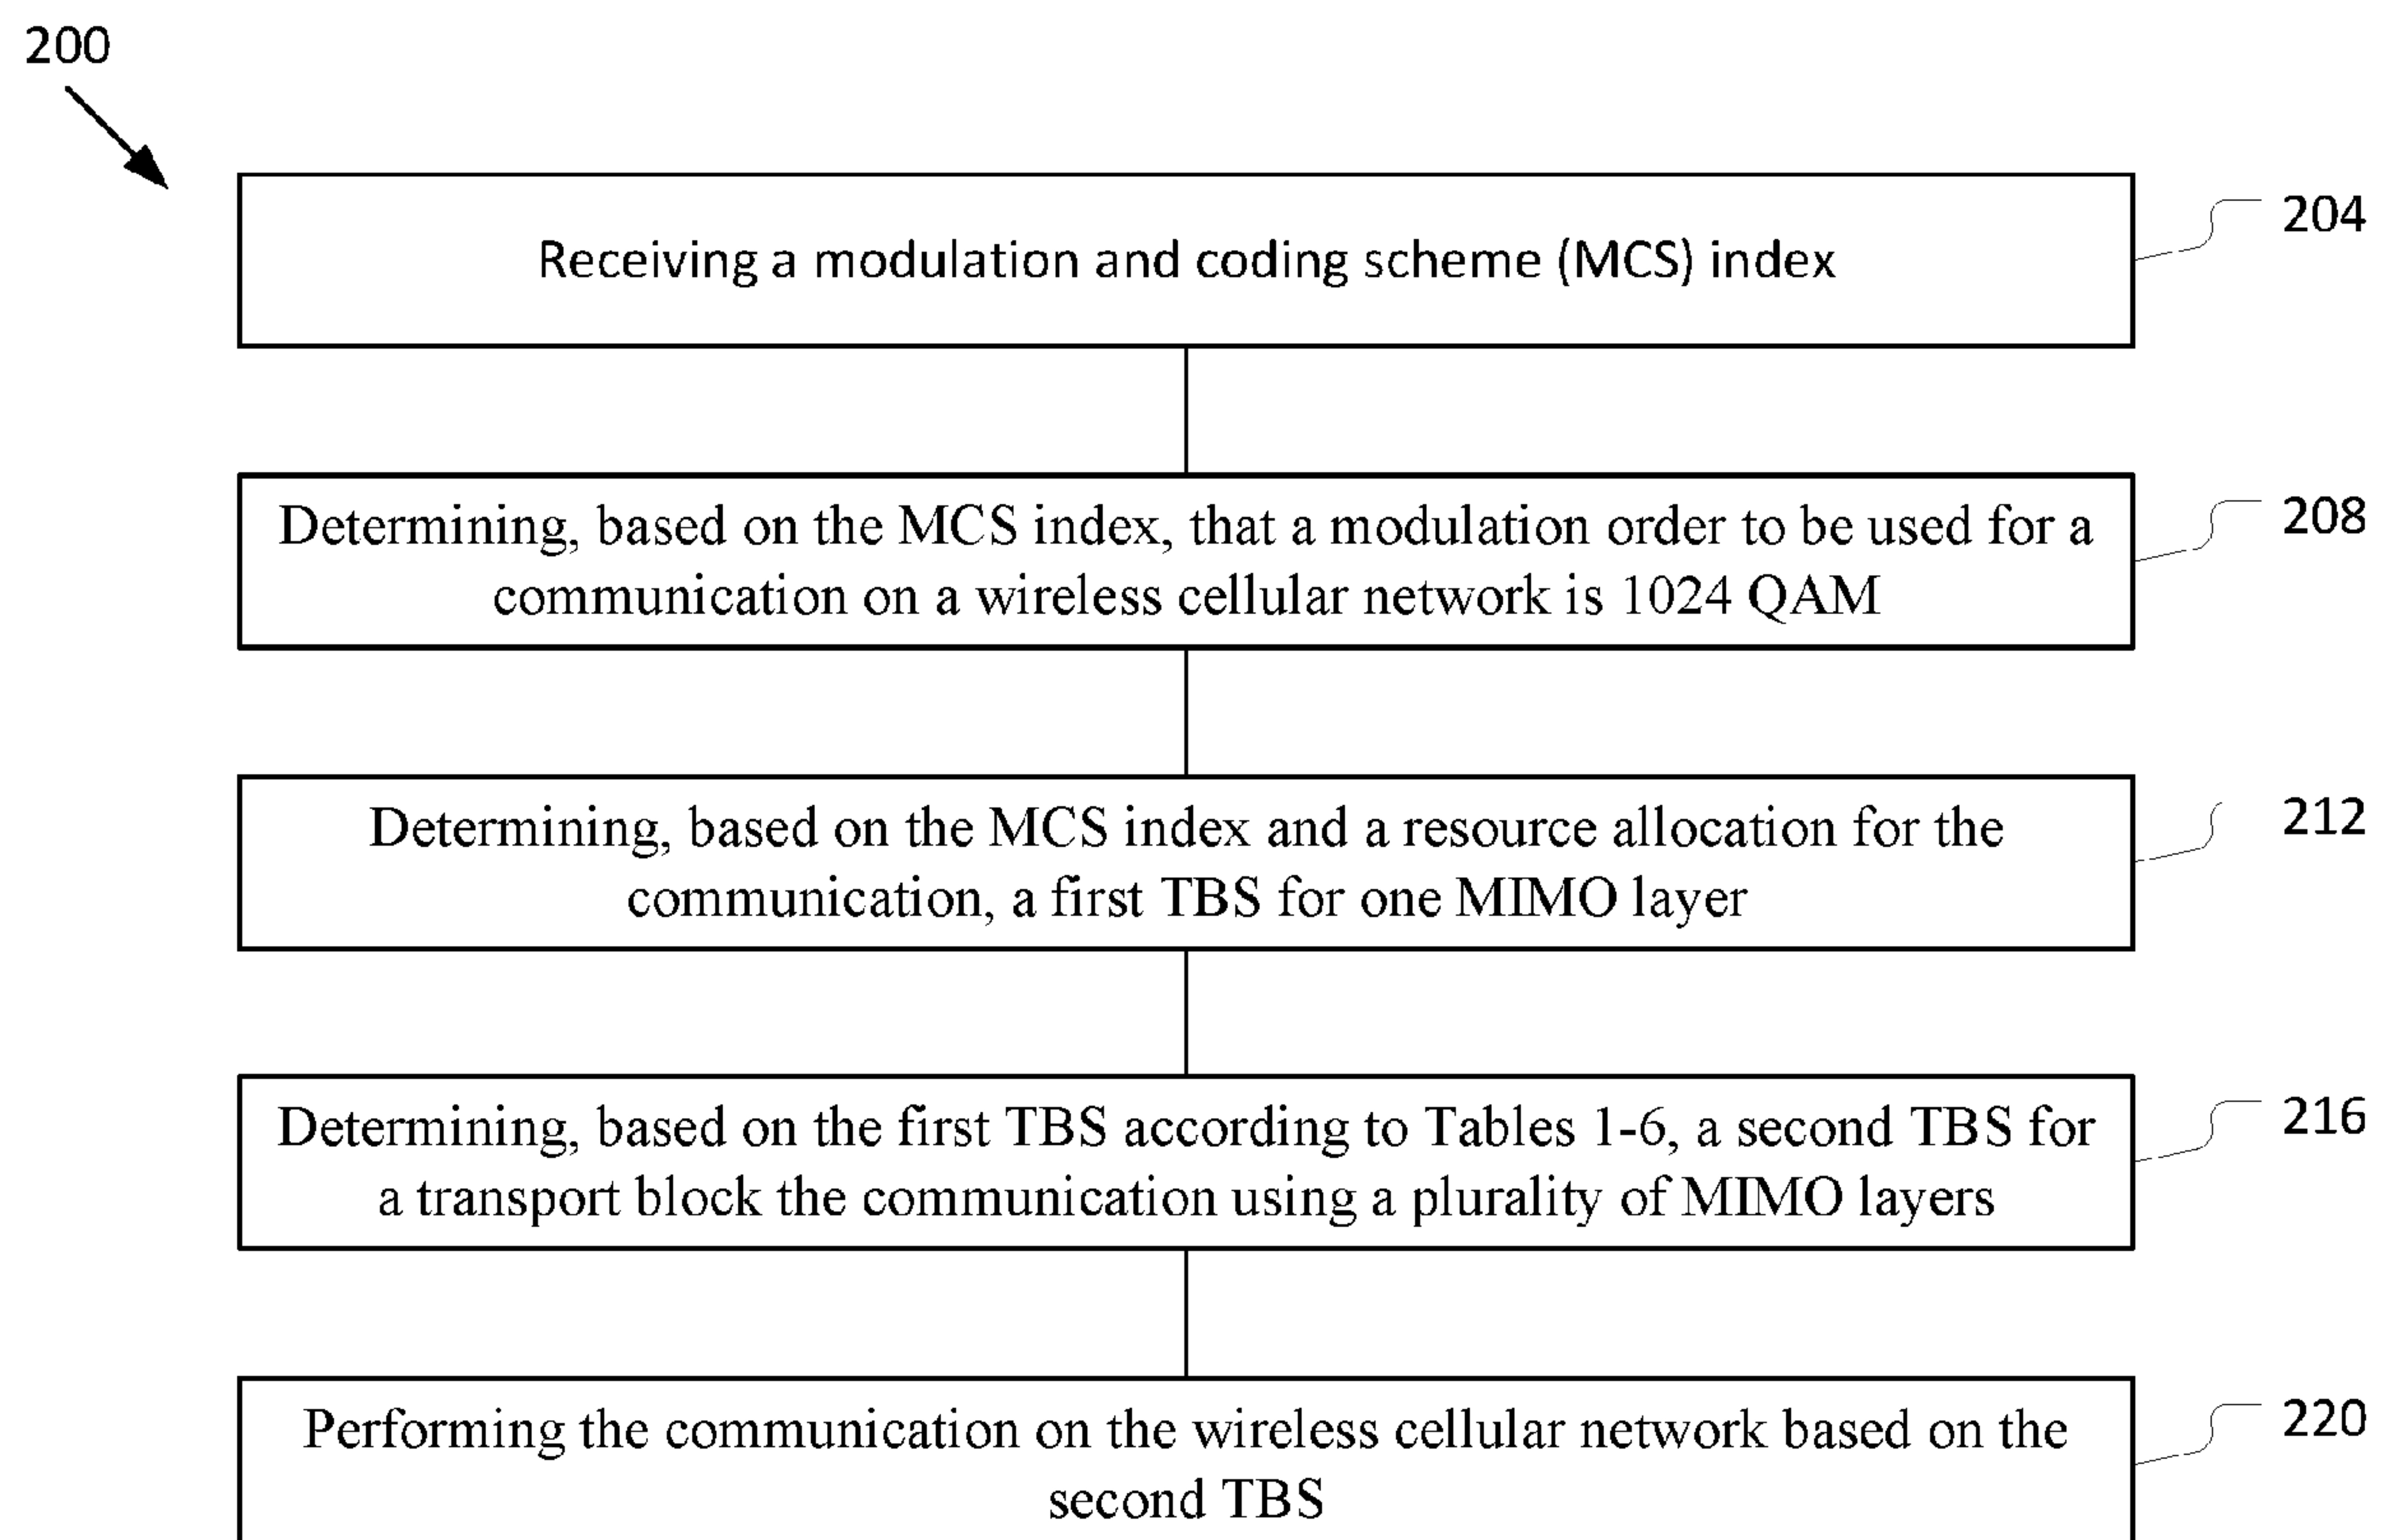 200
Receiving a modulation and coding scheme (MCS) index
204
Determining, based on the MCS index, that a modulation order to be used for a
communication on a wireless cellular network is 1024 QAM
208
Determining, based on the MCS index and a resource allocation for the
communication, a first TBS for one MIMO layer
212
Determining, based on the first TBS according to Tables 1-6, a second TBS for
a transport block the communication using a plurality of MIMO layers
216
Performing the communication on the wireless cellular network based on the
second TBS
220